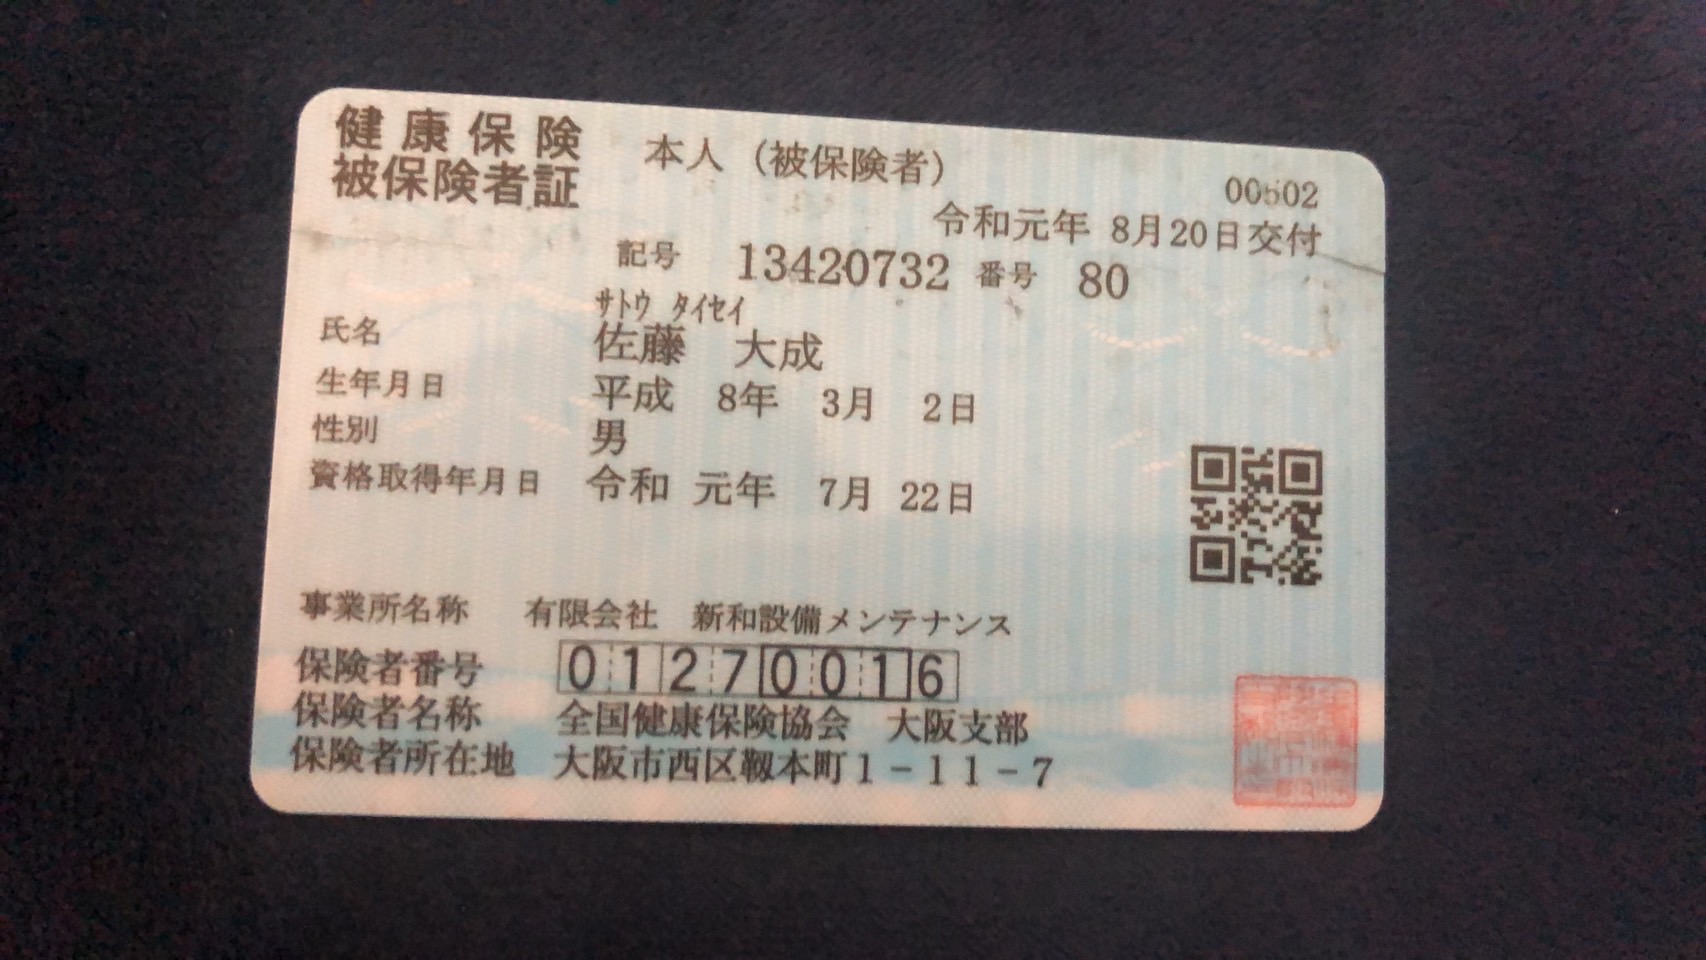 健康保険
被保険者証
本人（被保険者）
00502
令和元年 8月20日交付
記号 13420732 番号 80
ｻﾄｳ ﾀｲｾｲ
氏名 佐藤 大成
生年月日 平成 8年 3月 2日
性別 男
資格取得年月日 令和 元年 7月 22日
事業所名称 有限会社 新和設備メンテナンス
保険者番号 01270016
保険者名称 全国健康保険協会 大阪支部
保険者所在地 大阪市西区靱本町1-11-7